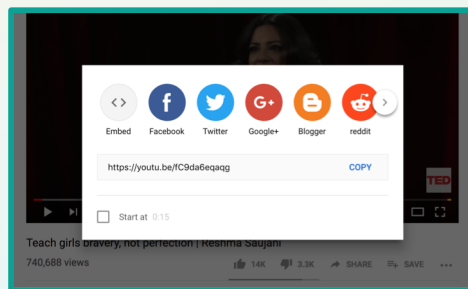 <> 
Embed Facebook Twitter Google+ Blogger reddit
f G+
https://youtu.be/fC9da6eqaqg COPY
TED
Start at 0:15
Teach girls bravery, not perfection | Reshma Saujani
740,688 views 14K 3.3K SHARE SAVE